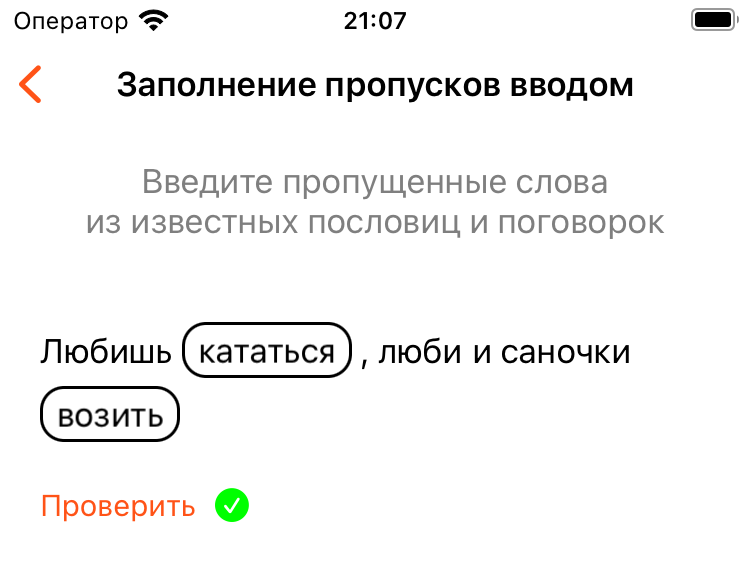 Оператор 21:07
Заполнение пропусков вводом
Введите пропущенные слова
из известных пословиц и поговорок
Любишь кататься , люби и саночки
возить
Проверить